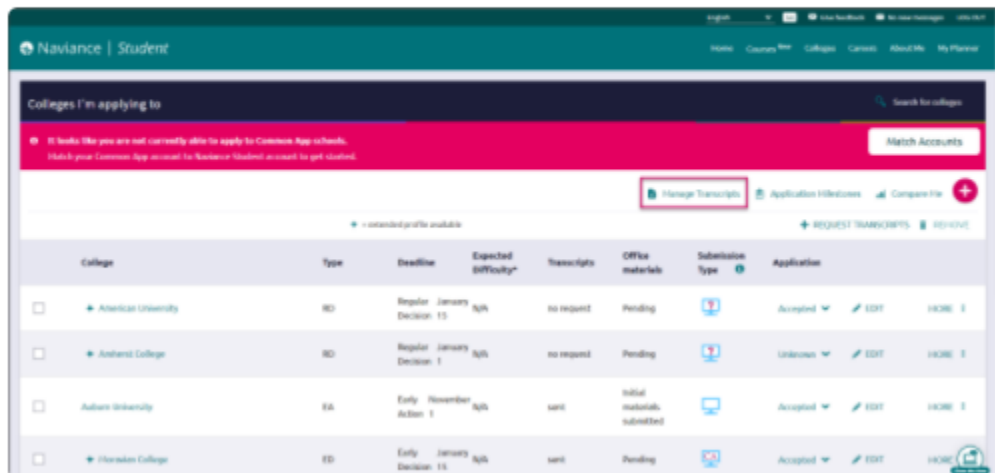 English
Give feedback
No new messages
LOG OUT
Naviance | Student
Home Courses New Colleges Careers About Me My Planner
Colleges I'm applying to
Search for colleges
It looks like you are not currently able to apply to Common App schools.
Match your Common App account to Naviance Student account to get started.
Match Accounts
Manage Transcripts
Application Milestones
Compare Me
+ = extended profile available
+ REQUEST TRANSCRIPTS REMOVE
College Type Deadline Expected Difficulty* Transcripts Office materials Submission Type Application
+ American University RD Regular Decision January 15 N/A no request Pending ? Accepted EDIT MORE
+ Amherst College RD Regular Decision January 1 N/A no request Pending ? Unknown EDIT MORE
Auburn University EA Early Action November 1 N/A sent Initial materials submitted Accepted EDIT MORE
College ED Early Decision January 15 N/A sent Pending CA Accepted EDIT MORE